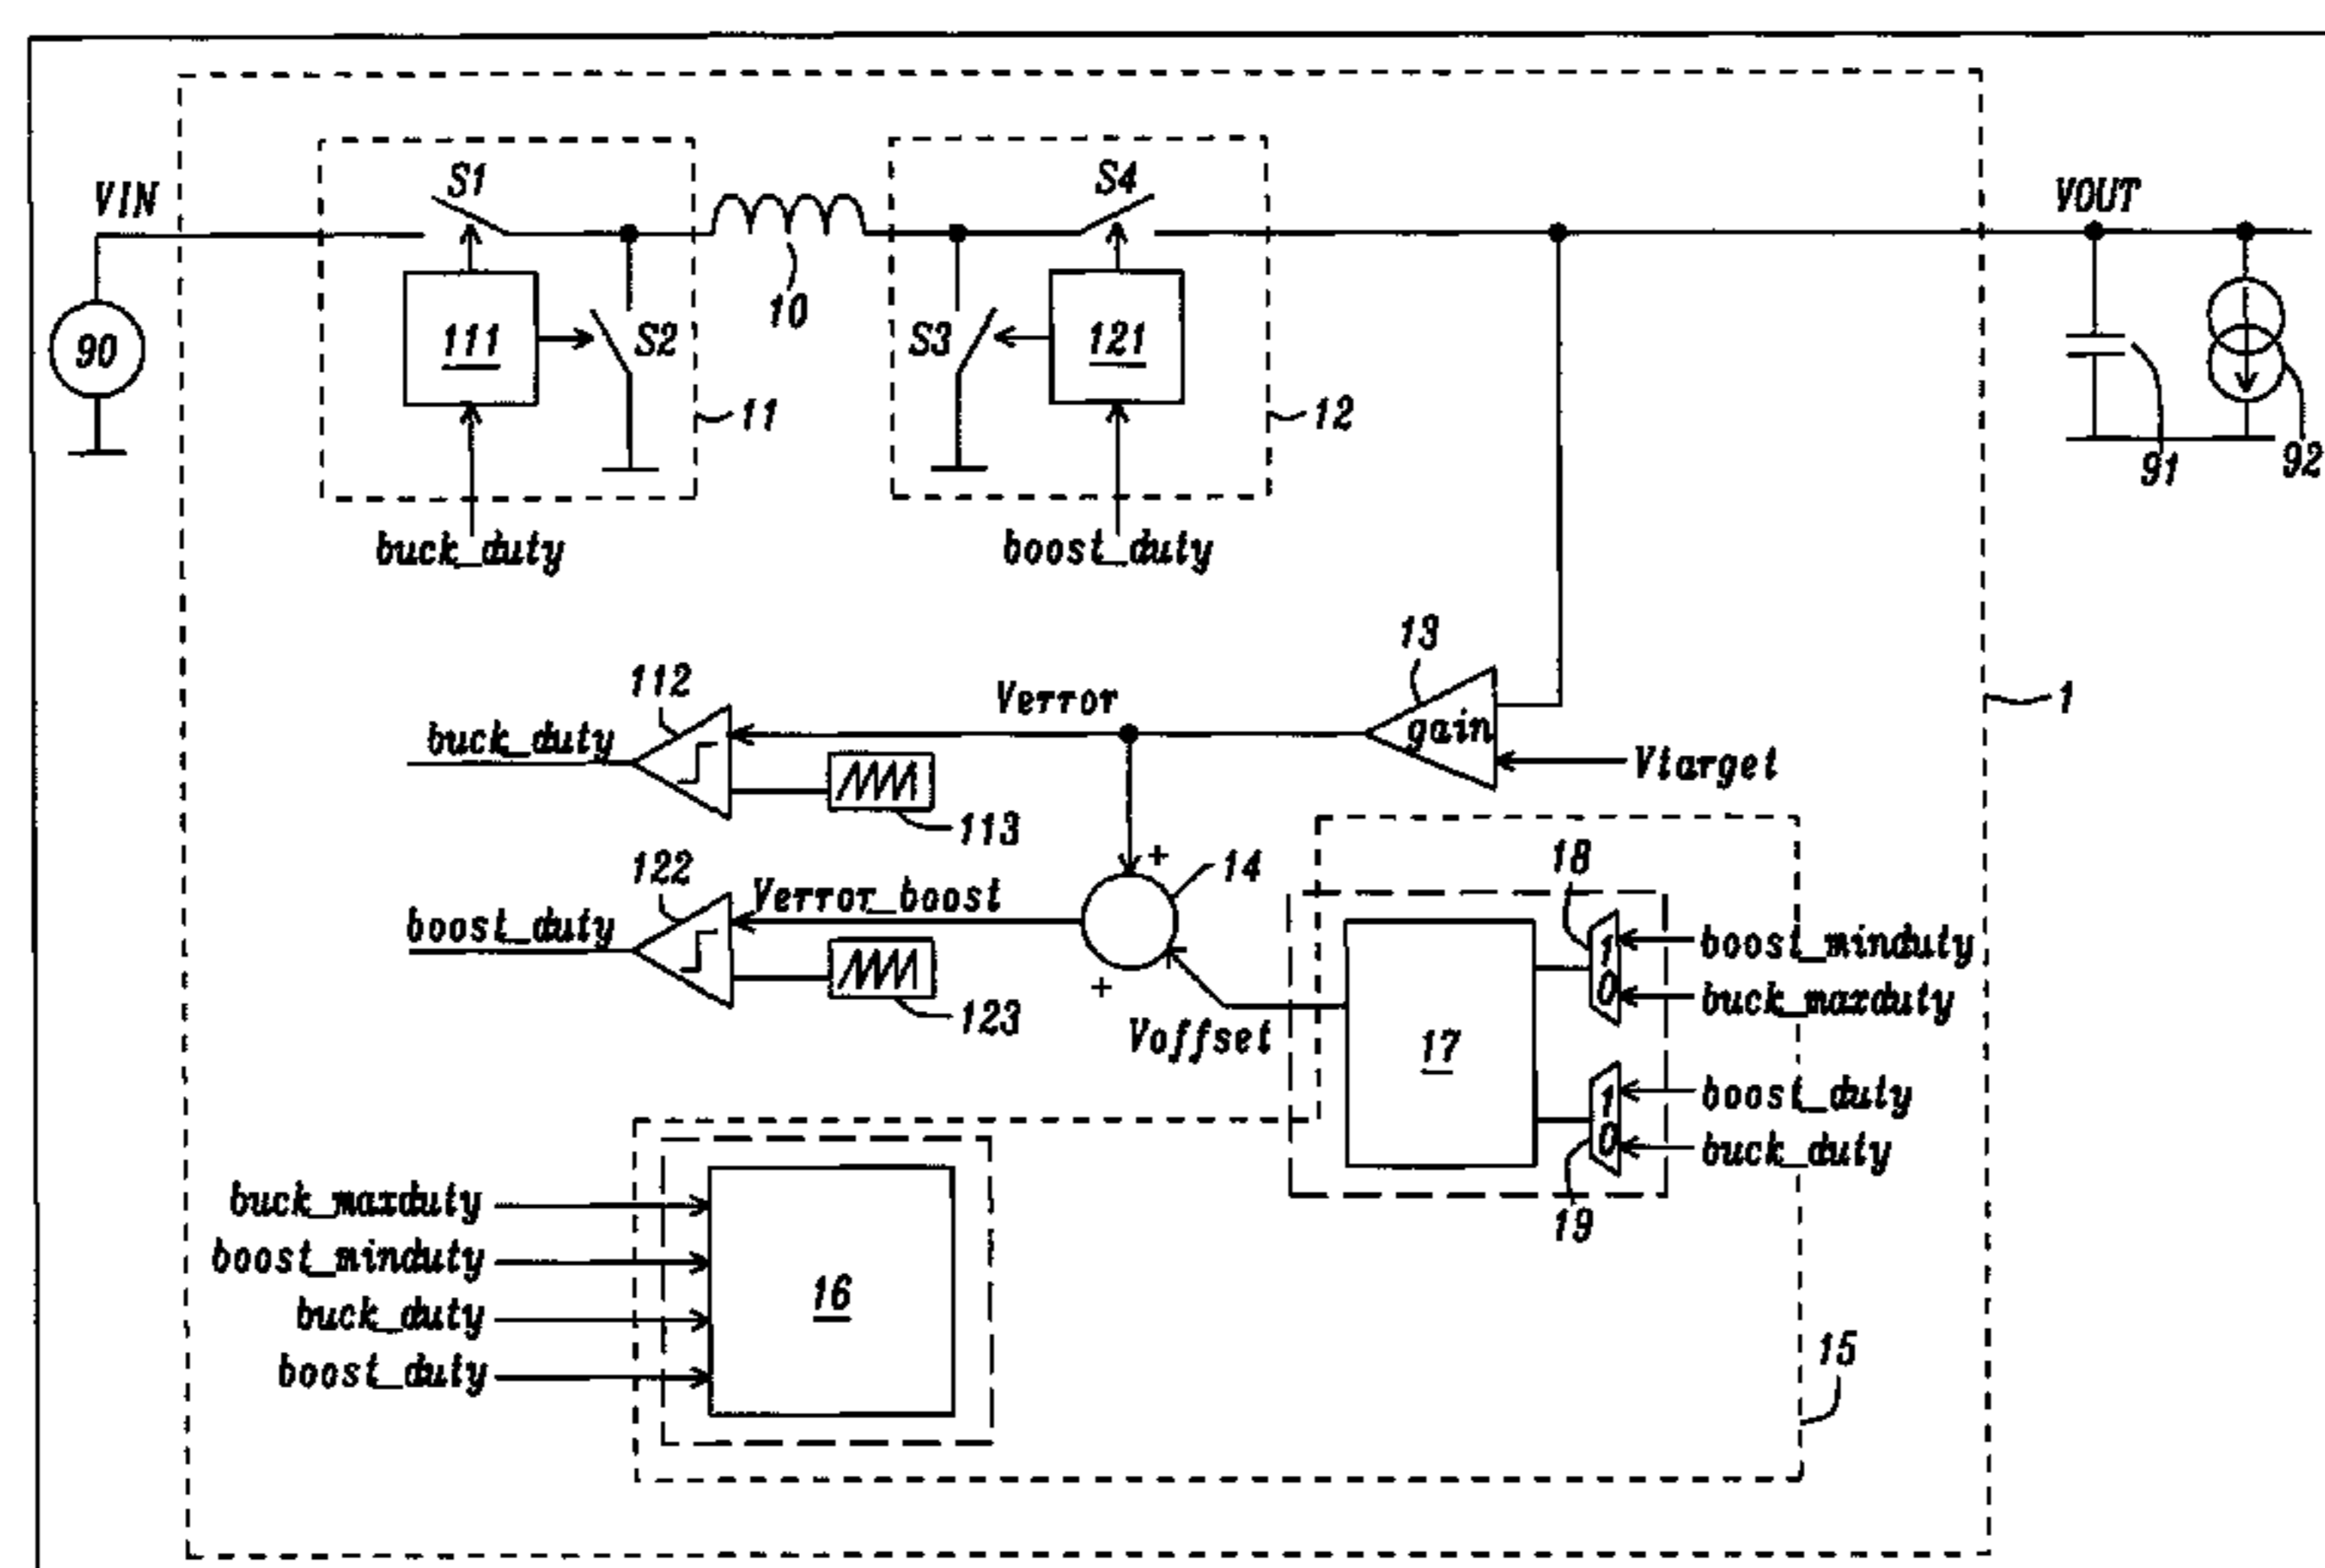 VIN
S1
S4
VOUT
90
111
S2
10
S3
121
11
12
91
92
buck_duty
boost_duty
13
112
Verror
gain
1
buck_duty
Vtarget
113
18
122
Verror_boost
+
14
boost_duty
1
boost_minduty
0
buck_maxduty
+
123
Voffset
17
1
boost_duty
0
buck_duty
19
buck_maxduty
boost_minduty
16
buck_duty
boost_duty
15